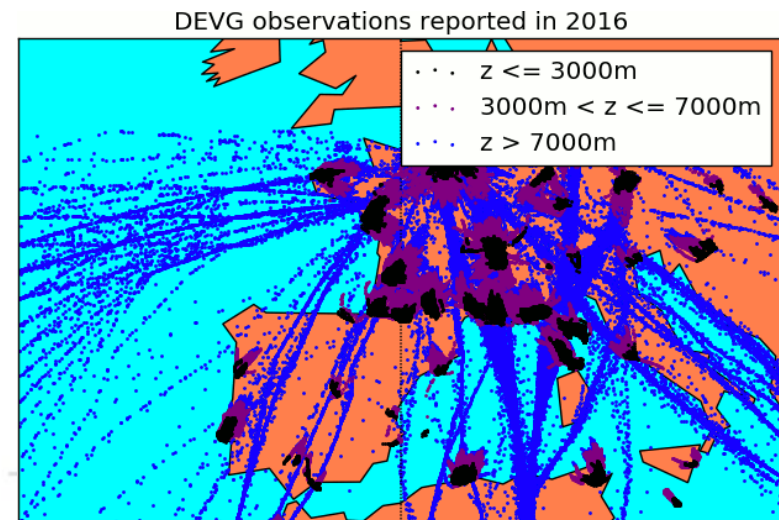 DEVG observations reported in 2016
z <= 3000m
3000m < z <= 7000m
z > 7000m